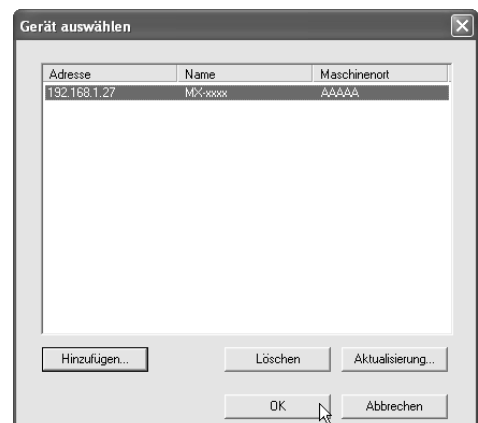 Gerät auswählen
Adresse Name Maschinenort
192.168.1.27 MX-xxxx AAAAA
Hinzufügen... Löschen Aktualisierung...
OK Abbrechen